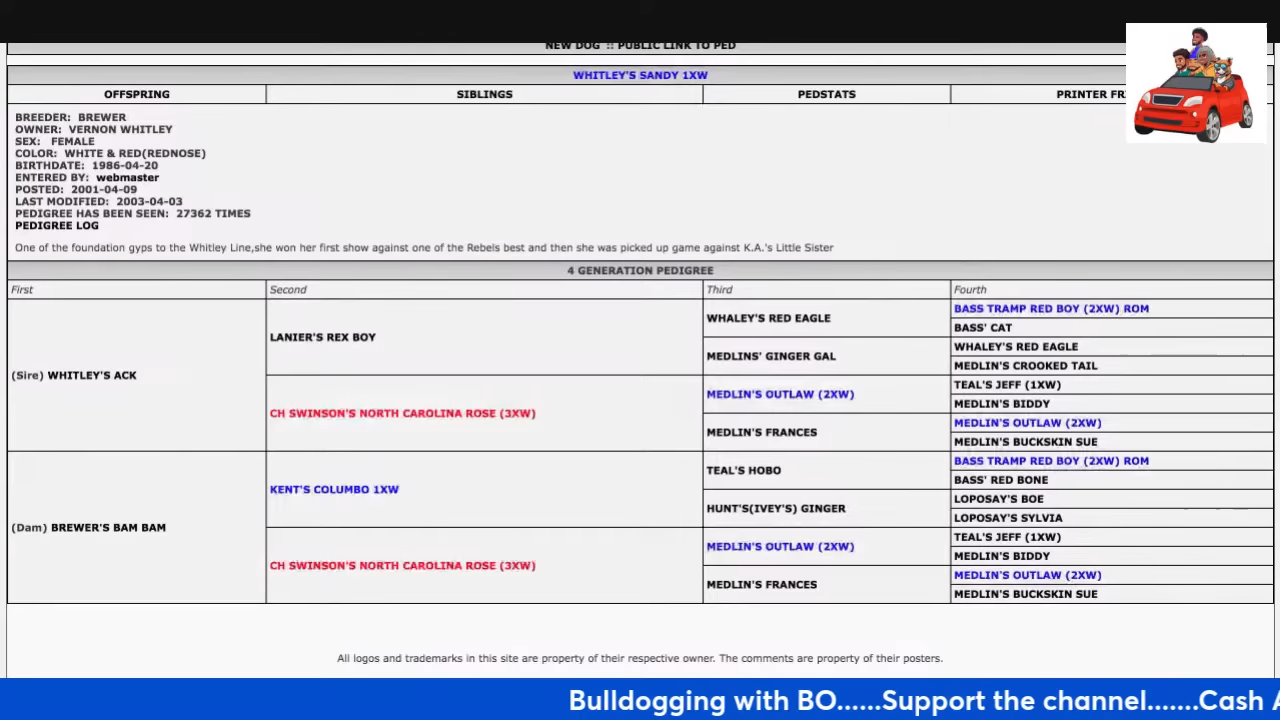 NEW DOG :: PUBLIC LINK TO PED
WHITLEY'S SANDY 1XW
OFFSPRING SIBLINGS PEDSTATS PRINTER
BREEDER: BREWER
OWNER: VERNON WHITLEY
SEX: FEMALE
COLOR: WHITE & RED(REDNOSE)
BIRTHDATE: 1986-04-20
ENTERED BY: webmaster
POSTED: 2001-04-09
LAST MODIFIED: 2003-04-03
PEDIGREE HAS BEEN SEEN: 27362 TIMES
PEDIGREE LOG
One of the foundation gyps to the Whitley Line,she won her first show against one of the Rebels best and then she was picked up game against K.A.'s Little Sister
4 GENERATION PEDIGREE
First Second Third Fourth
(Sire) WHITLEY'S ACK
LANIER'S REX BOY
WHALEY'S RED EAGLE
BASS TRAMP RED BOY (2XW) ROM
BASS' CAT
MEDLINS' GINGER GAL
WHALEY'S RED EAGLE
MEDLIN'S CROOKED TAIL
CH SWINSON'S NORTH CAROLINA ROSE (3XW)
MEDLIN'S OUTLAW (2XW)
TEAL'S JEFF (1XW)
MEDLIN'S BIDDY
MEDLIN'S FRANCES
MEDLIN'S OUTLAW (2XW)
MEDLIN'S BUCKSKIN SUE
(Dam) BREWER'S BAM BAM
KENT'S COLUMBO 1XW
TEAL'S HOBO
BASS TRAMP RED BOY (2XW) ROM
BASS' RED BONE
HUNT'S(IVEY'S) GINGER
LOPOSAY'S BOE
LOPOSAY'S SYLVIA
CH SWINSON'S NORTH CAROLINA ROSE (3XW)
MEDLIN'S OUTLAW (2XW)
TEAL'S JEFF (1XW)
MEDLIN'S BIDDY
MEDLIN'S FRANCES
MEDLIN'S OUTLAW (2XW)
MEDLIN'S BUCKSKIN SUE
All logos and trademarks in this site are property of their respective owner. The comments are property of their posters.
Bulldogging with BO......Support the channel.......Cash